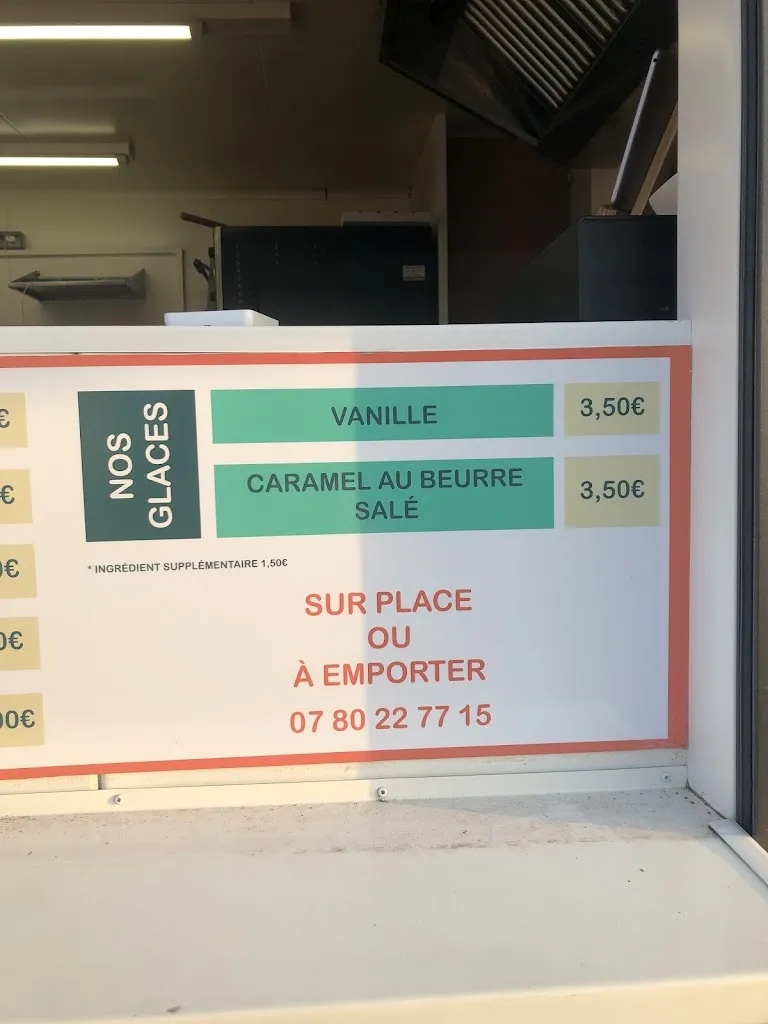 NOS
GLACES
VANILLE
3,50€
CARAMEL AU BEURRE
SALÉ
3,50€
* INGRÉDIENT SUPPLÉMENTAIRE 1,50€
SUR PLACE
OU
À EMPORTER
07 80 22 77 15